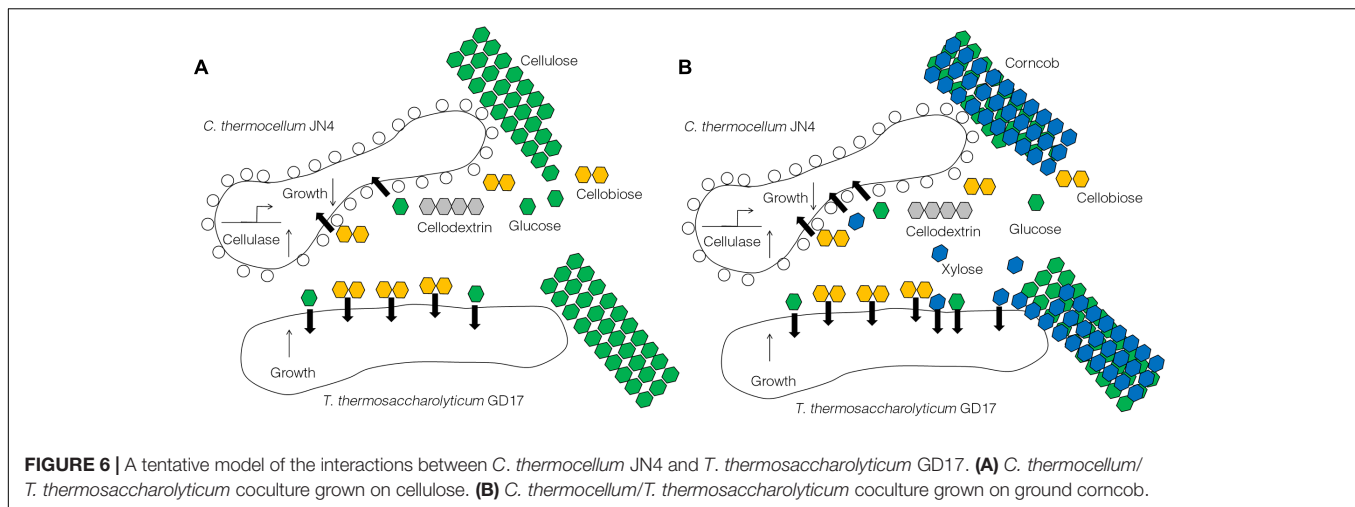 A
Cellulose
C. thermocellum JN4
Growth
Cellulase
Cellodextrin
Glucose
Cellobiose
Growth
T. thermosaccharolyticum GD17
B
Corncob
C. thermocellum JN4
Growth
Cellulase
Cellodextrin
Glucose
Cellobiose
Xylose
Growth
T. thermosaccharolyticum GD17
FIGURE 6 | A tentative model of the interactions between C. thermocellum JN4 and T. thermosaccharolyticum GD17. (A) C. thermocellum/
T. thermosaccharolyticum coculture grown on cellulose. (B) C. thermocellum/T. thermosaccharolyticum coculture grown on ground corncob.